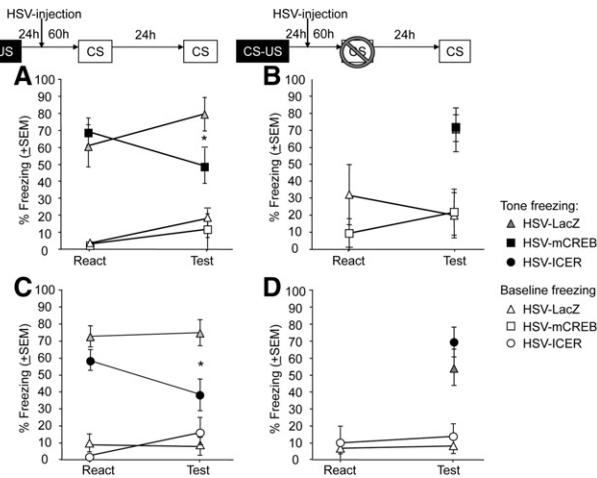 HSV-injection
24h 60h 24h
US CS CS
HSV-injection
24h 60h 24h
CS-US CS CS
A
100
90
80
70
60
50
40
30
20
10
0
% Freezing (±SEM)
*
React Test
B
100
90
80
70
60
50
40
30
20
10
0
% Freezing (±SEM)
React Test
C
100
90
80
70
60
50
40
30
20
10
0
% Freezing (±SEM)
*
React Test
D
100
90
80
70
60
50
40
30
20
10
0
% Freezing (±SEM)
React Test
Tone freezing:
HSV-LacZ
HSV-mCREB
HSV-ICER
Baseline freezing
HSV-LacZ
HSV-mCREB
HSV-ICER